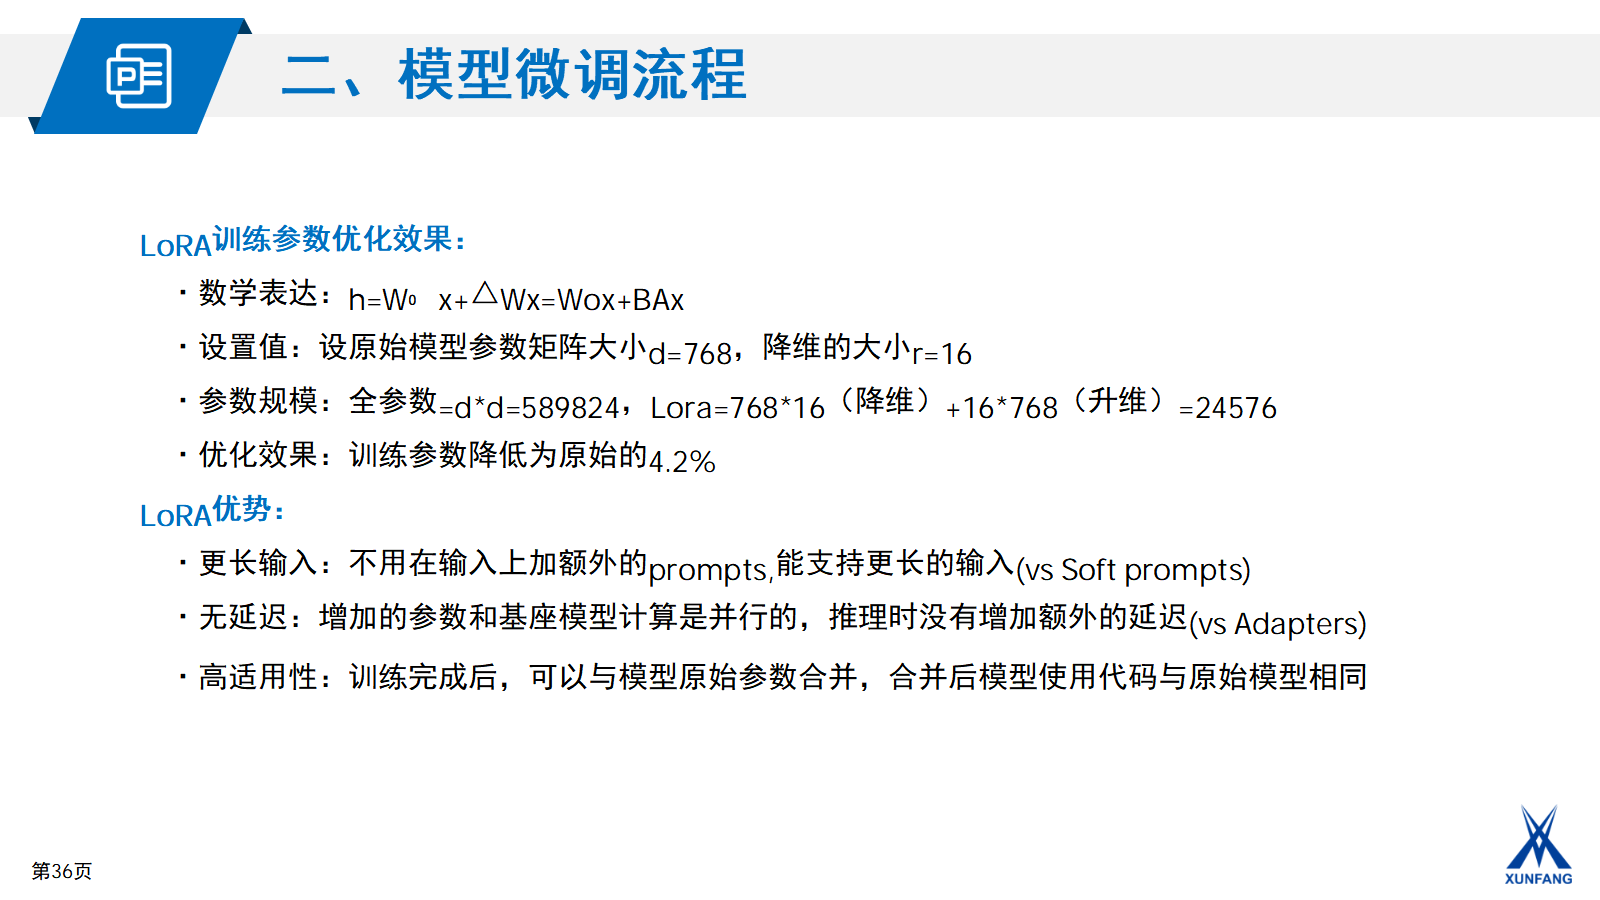 二、模型微调流程
LoRA训练参数优化效果：
·数学表达：h=W₀ x+△Wx=Wox+BAx
·设置值：设原始模型参数矩阵大小d=768，降维的大小r=16
·参数规模：全参数=d*d=589824，Lora=768*16（降维）+16*768（升维）=24576
·优化效果：训练参数降低为原始的4.2%
LoRA优势：
·更长输入：不用在输入上加额外的prompts,能支持更长的输入(vs Soft prompts)
·无延迟：增加的参数和基座模型计算是并行的，推理时没有增加额外的延迟(vs Adapters)
·高适用性：训练完成后，可以与模型原始参数合并，合并后模型使用代码与原始模型相同
第36页
XUNFANG